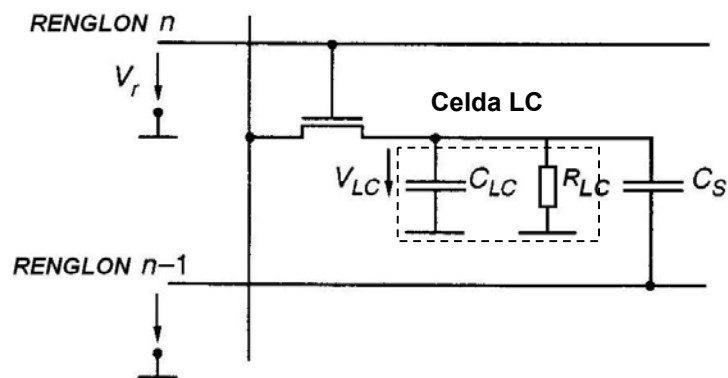 RENGLON n
V_r
Celda LC
V_LC
C_LC
R_LC
C_S
RENGLON n–1